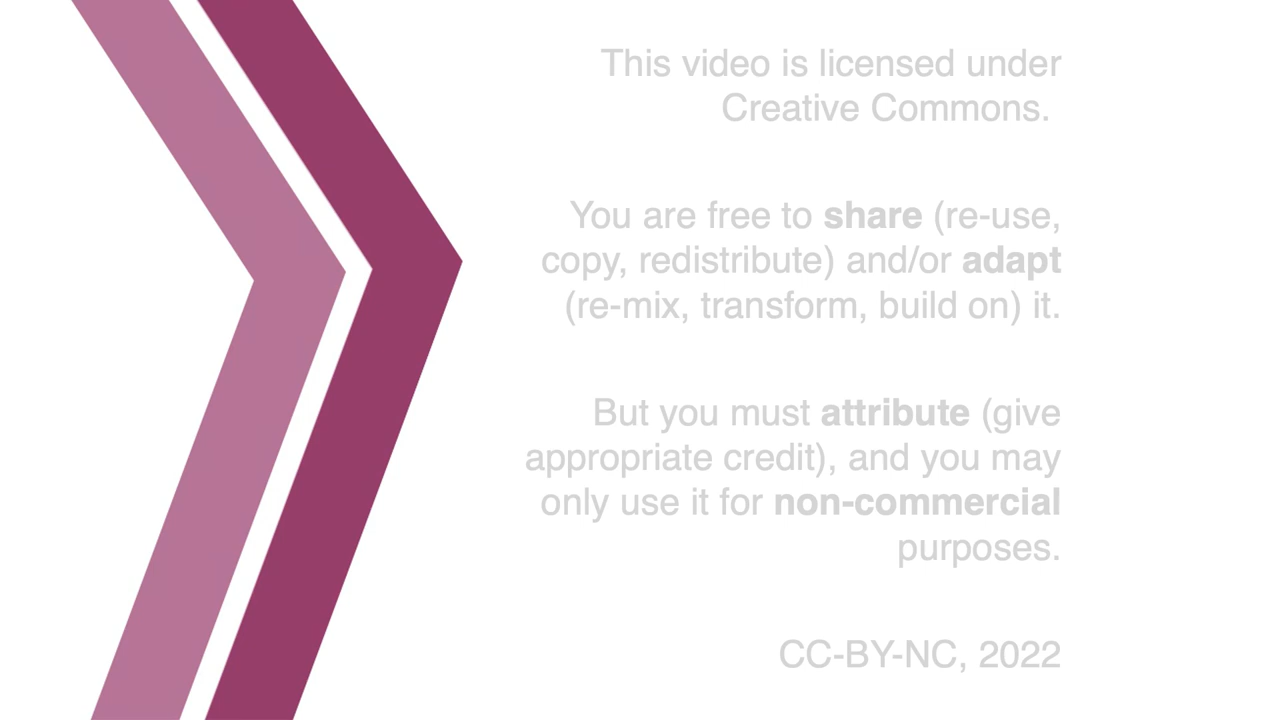 This video is licensed under
Creative Commons.
You are free to share (re-use,
copy, redistribute) and/or adapt
(re-mix, transform, build on) it.
But you must attribute (give
appropriate credit), and you may
only use it for non-commercial
purposes.
CC-BY-NC, 2022